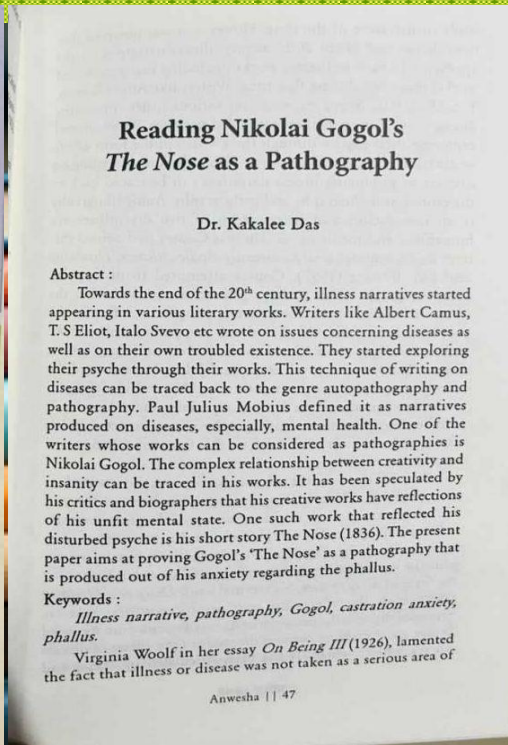 Reading Nikolai Gogol's
The Nose as a Pathography
Dr. Kakalee Das
Abstract :
Towards the end of the 20th century, illness narratives started
appearing in various literary works. Writers like Albert Camus,
T. S Eliot, Italo Svevo etc wrote on issues concerning diseases as
well as on their own troubled existence. They started exploring
their psyche through their works. This technique of writing on
diseases can be traced back to the genre autopathography and
pathography. Paul Julius Mobius defined it as narratives
produced on diseases, especially, mental health. One of the
writers whose works can be considered as pathographies is
Nikolai Gogol. The complex relationship between creativity and
insanity can be traced in his works. It has been speculated by
his critics and biographers that his creative works have reflections
of his unfit mental state. One such work that reflected his
disturbed psyche is his short story The Nose (1836). The present
paper aims at proving Gogol's 'The Nose' as a pathography that
is produced out of his anxiety regarding the phallus.
Keywords :
Illness narrative, pathography, Gogol, castration anxiety,
phallus.
Virginia Woolf in her essay On Being III (1926), lamented
the fact that illness or disease was not taken as a serious area of
Anwesha || 47